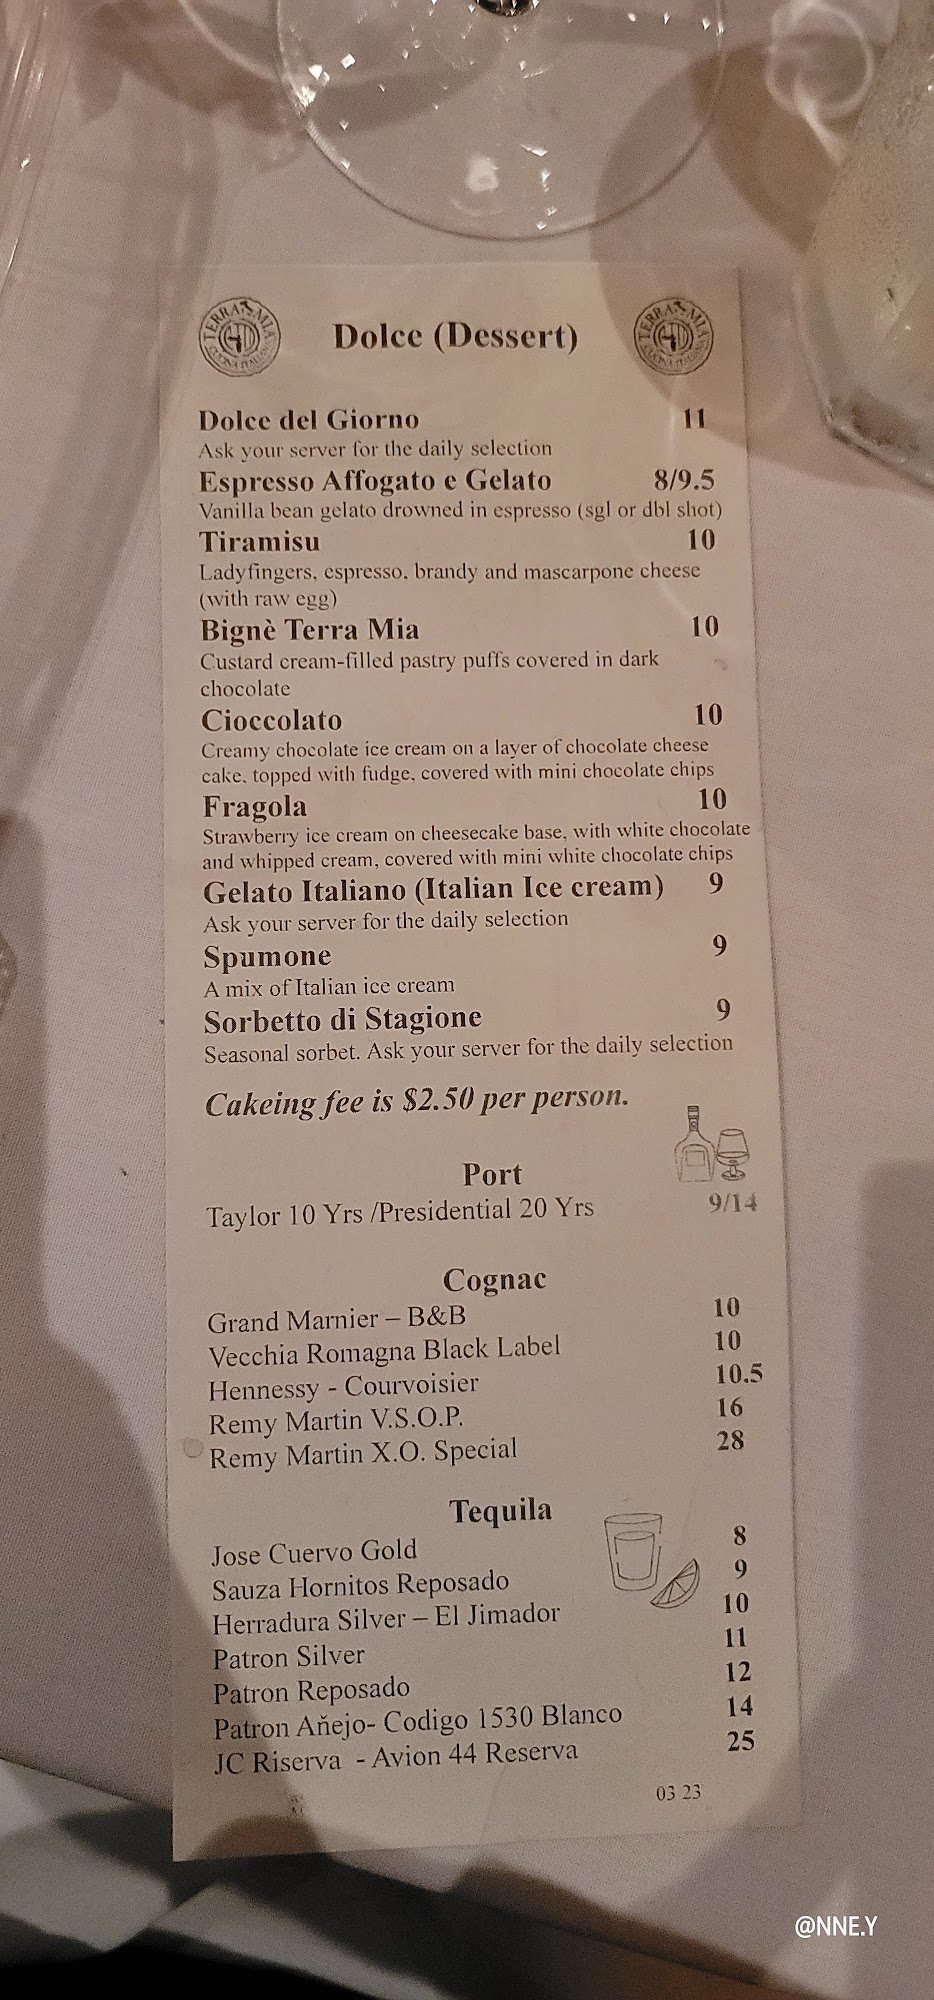 TERRA MIA
CUCINA ITALIANA
Dolce (Dessert)
TERRA MIA
CUCINA ITALIANA
Dolce del Giorno 11
Ask your server for the daily selection
Espresso Affogato e Gelato 8/9.5
Vanilla bean gelato drowned in espresso (sgl or dbl shot)
Tiramisu 10
Ladyfingers, espresso, brandy and mascarpone cheese
(with raw egg)
Bignè Terra Mia 10
Custard cream-filled pastry puffs covered in dark
chocolate
Cioccolato 10
Creamy chocolate ice cream on a layer of chocolate cheese
cake, topped with fudge, covered with mini chocolate chips
Fragola 10
Strawberry ice cream on cheesecake base, with white chocolate
and whipped cream, covered with mini white chocolate chips
Gelato Italiano (Italian Ice cream) 9
Ask your server for the daily selection
Spumone 9
A mix of Italian ice cream
Sorbetto di Stagione 9
Seasonal sorbet. Ask your server for the daily selection
Cakeing fee is $2.50 per person.
Port
Taylor 10 Yrs /Presidential 20 Yrs 9/14
Cognac
Grand Marnier – B&B 10
Vecchia Romagna Black Label 10
Hennessy - Courvoisier 10.5
Remy Martin V.S.O.P. 16
Remy Martin X.O. Special 28
Tequila
Jose Cuervo Gold 8
Sauza Hornitos Reposado 9
Herradura Silver – El Jimador 10
Patron Silver 11
Patron Reposado 12
Patron Añejo- Codigo 1530 Blanco 14
JC Riserva - Avion 44 Reserva 25
03 23
@NNE.Y